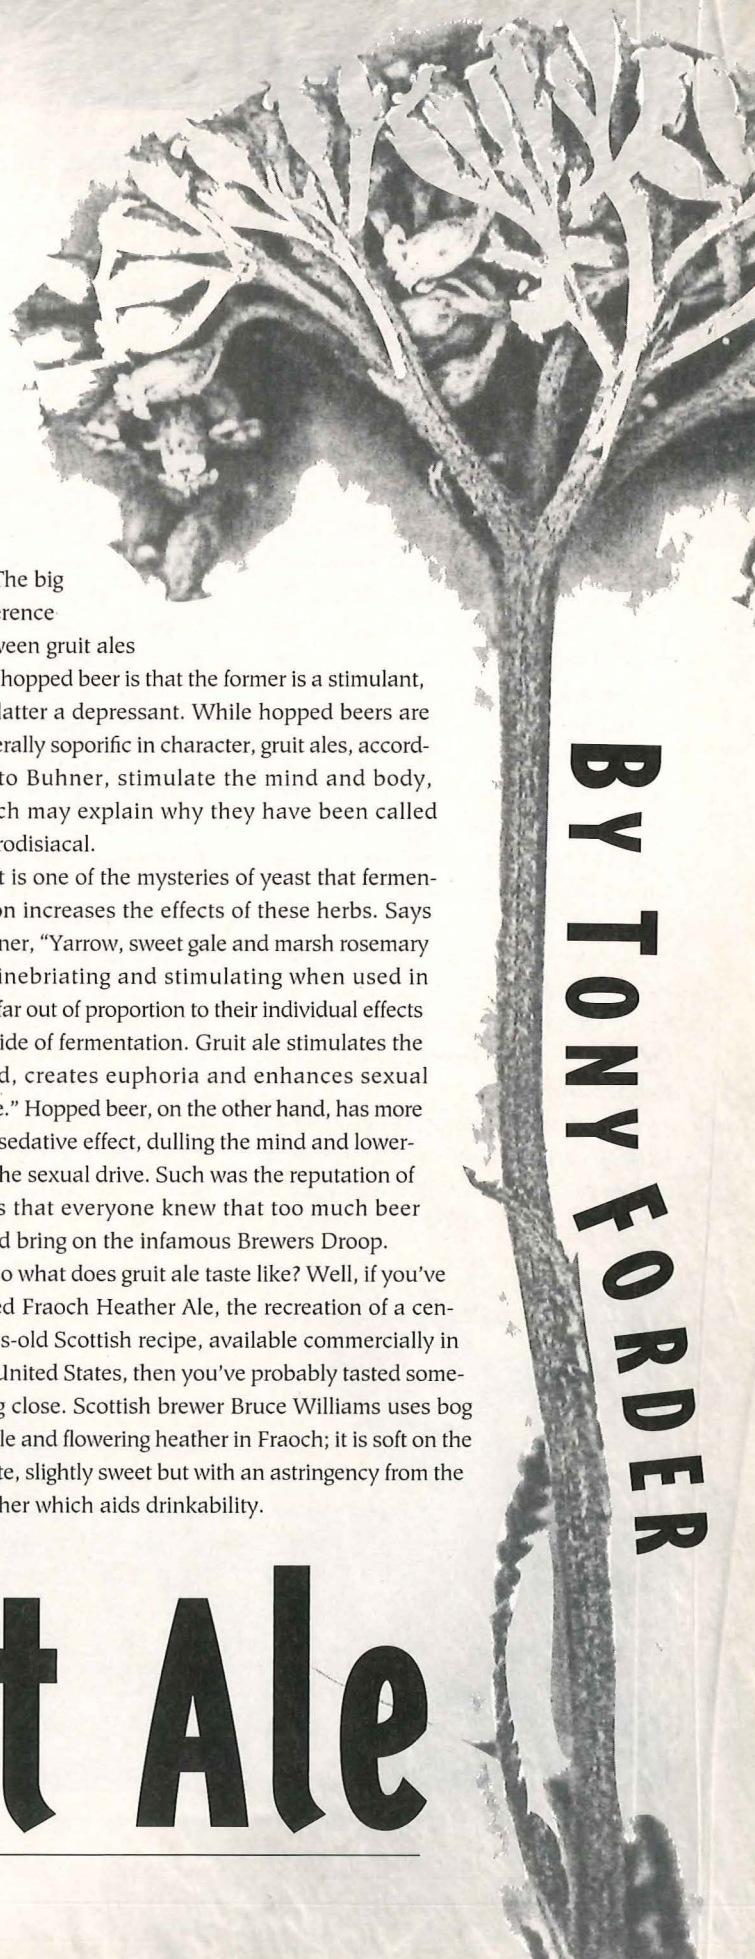 The big
erence
veen gruit ales
hopped beer is that the former is a stimulant,
latter a depressant. While hopped beers are
erally soporific in character, gruit ales, accord-
to Buhner, stimulate the mind and body,
ch may explain why they have been called
rodisiacal.
t is one of the mysteries of yeast that fermen-
on increases the effects of these herbs. Says
ner, “Yarrow, sweet gale and marsh rosemary
inebriating and stimulating when used in
far out of proportion to their individual effects
ide of fermentation. Gruit ale stimulates the
d, creates euphoria and enhances sexual
e.” Hopped beer, on the other hand, has more
sedative effect, dulling the mind and lower-
he sexual drive. Such was the reputation of
s that everyone knew that too much beer
d bring on the infamous Brewers Droop.
o what does gruit ale taste like? Well, if you’ve
ed Fraoch Heather Ale, the recreation of a cen-
s-old Scottish recipe, available commercially in
United States, then you’ve probably tasted some-
g close. Scottish brewer Bruce Williams uses bog
le and flowering heather in Fraoch; it is soft on the
te, slightly sweet but with an astringency from the
her which aids drinkability.
t Ale
BY TONY FORDER